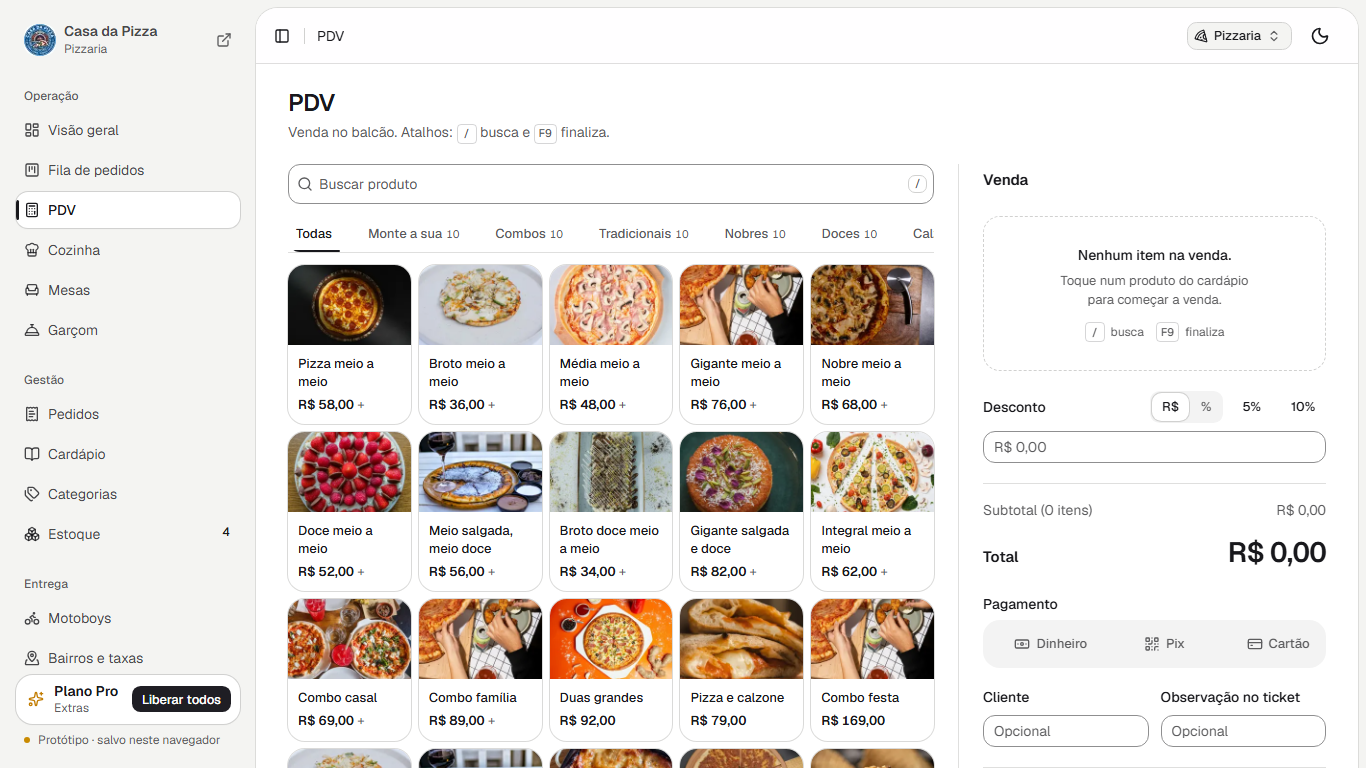 Casa da Pizza
Pizzaria
Operação
Visão geral
Fila de pedidos
PDV
Cozinha
Mesas
Garçom
Gestão
Pedidos
Cardápio
Categorias
Estoque 4
Entrega
Motoboys
Bairros e taxas
Plano Pro
Extras
Liberar todos
Protótipo · salvo neste navegador
PDV
Pizzaria
PDV
Venda no balcão. Atalhos: / busca e F9 finaliza.
Buscar produto /
Todas Monte a sua 10 Combos 10 Tradicionais 10 Nobres 10 Doces 10 Cal
Pizza meio a
meio
R$ 58,00 +
Broto meio a
meio
R$ 36,00 +
Média meio a
meio
R$ 48,00 +
Gigante meio a
meio
R$ 76,00 +
Nobre meio a
meio
R$ 68,00 +
Doce meio a
meio
R$ 52,00 +
Meio salgada,
meio doce
R$ 56,00 +
Broto doce meio
a meio
R$ 34,00 +
Gigante salgada
e doce
R$ 82,00 +
Integral meio a
meio
R$ 62,00 +
Combo casal
R$ 69,00 +
Combo família
R$ 89,00 +
Duas grandes
R$ 92,00
Pizza e calzone
R$ 79,00
Combo festa
R$ 169,00
Venda
Nenhum item na venda.
Toque num produto do cardápio
para começar a venda.
/ busca F9 finaliza
Desconto R$ % 5% 10%
R$ 0,00
Subtotal (0 itens) R$ 0,00
Total R$ 0,00
Pagamento
Dinheiro Pix Cartão
Cliente Observação no ticket
Opcional Opcional